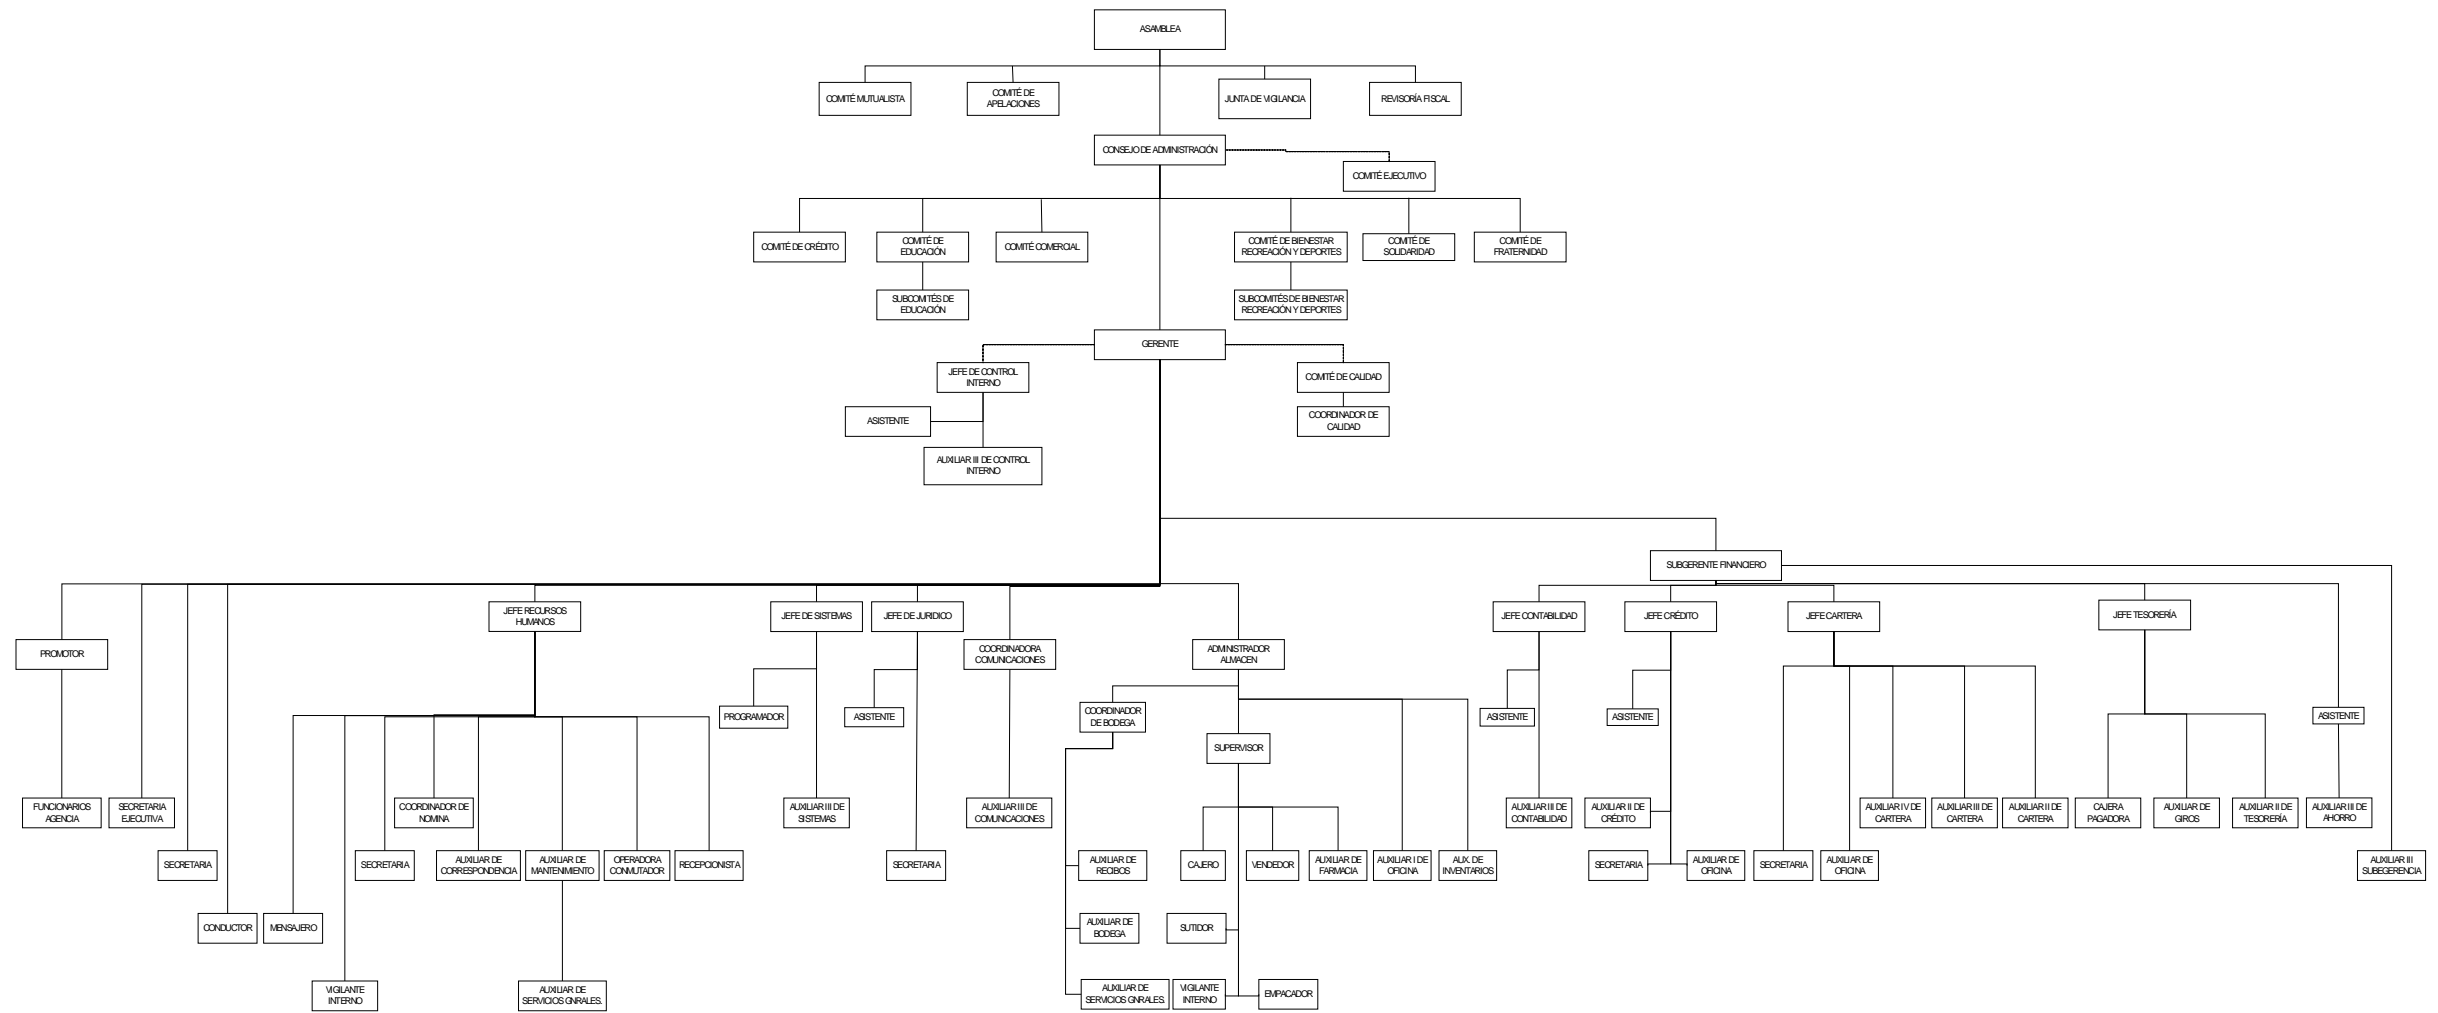 ASAMBLEA
COMITÉ MUTUALISTA
COMITÉ DE
APELACIONES
JUNTA DE VIGILANCIA
REVISORÍA FISCAL
CONSEJO DE ADMINISTRACIÓN
COMITÉ EJECUTIVO
COMITÉ DE CRÉDITO
COMITÉ DE
EDUCACIÓN
COMITÉ COMERCIAL
COMITÉ DE BIENESTAR
RECREACIÓN Y DEPORTES
COMITÉ DE
SOLIDARIDAD
COMITÉ DE
FRATERNIDAD
SUBCOMITÉS DE
EDUCACIÓN
SUBCOMITÉS DE BIENESTAR
RECREACIÓN Y DEPORTES
GERENTE
JEFE DE CONTROL
INTERNO
COMITÉ DE CALIDAD
ASISTENTE
COORDINADOR DE
CALIDAD
AUXILIAR III DE CONTROL
INTERNO
SUBGERENTE FINANCIERO
JEFE RECURSOS
HUMANOS
JEFE DE SISTEMAS
JEFE DE JURIDICO
JEFE CONTABILIDAD
JEFE CRÉDITO
JEFE CARTERA
JEFE TESORERÍA
PROMOTOR
COORDINADORA
COMUNICACIONES
ADMINISTRADOR
ALMACEN
PROGRAMADOR
ASISTENTE
COORDINADOR
DE BODEGA
ASISTENTE
ASISTENTE
ASISTENTE
SUPERVISOR
FUNCIONARIOS
AGENCIA
SECRETARIA
EJECUTIVA
COORDINADOR DE
NOMINA
AUXILIAR III DE
SISTEMAS
AUXILIAR III DE
COMUNICACIONES
AUXILIAR III DE
CONTABILIDAD
AUXILIAR II DE
CRÉDITO
AUXILIAR IV DE
CARTERA
AUXILIAR III DE
CARTERA
AUXILIAR II DE
CARTERA
CAJERA
PAGADORA
AUXILIAR DE
GIROS
AUXILIAR II DE
TESORERÍA
AUXILIAR III DE
AHORRO
SECRETARIA
SECRETARIA
AUXILIAR DE
CORRESPONDENCIA
AUXILIAR DE
MANTENIMIENTO
OPERADORA
CONMUTADOR
RECEPCIONISTA
SECRETARIA
AUXILIAR DE
RECIBOS
CAJERO
VENDEDOR
AUXILIAR DE
FARMACIA
AUXILIAR I DE
OFICINA
AUX. DE
INVENTARIOS
SECRETARIA
AUXILIAR DE
OFICINA
SECRETARIA
AUXILIAR DE
OFICINA
AUXILIAR III
SUBEGERENCIA
CONDUCTOR
MENSAJERO
AUXILIAR DE
BODEGA
SUTIDOR
VIGILANTE
INTERNO
AUXILIAR DE
SERVICIOS GNRALES.
AUXILIAR DE
SERVICIOS GNRALES.
VIGILANTE
INTERNO
EMPACADOR